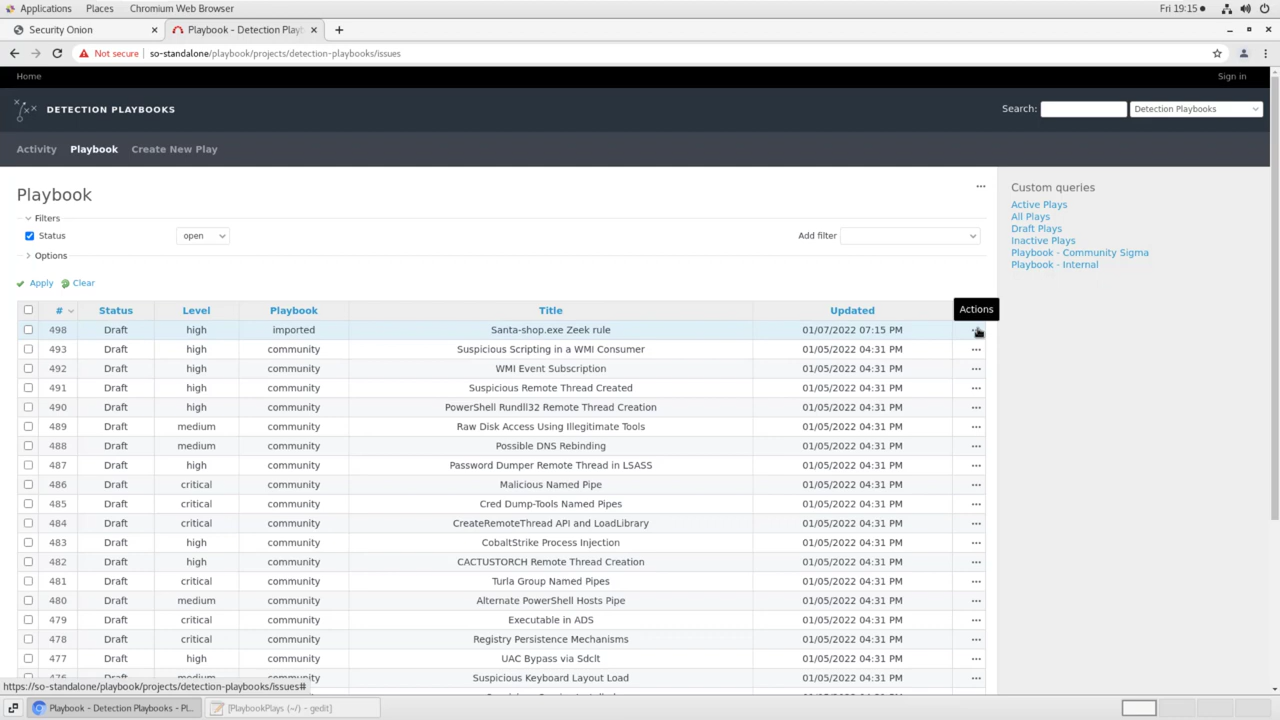 Applications Places Chromium Web Browser Fri 19:15
Security Onion × Playbook - Detection Playb ×
Not secure so-standalone/playbook/projects/detection-playbooks/issues
Home Sign in
DETECTION PLAYBOOKS Search: Detection Playbooks
Activity Playbook Create New Play
Playbook
Custom queries
Active Plays
All Plays
Draft Plays
Inactive Plays
Playbook - Community Sigma
Playbook - Internal
Filters
Status open Add filter
Options
Apply Clear
# Status Level Playbook Title Updated Actions
498 Draft high imported Santa-shop.exe Zeek rule 01/07/2022 07:15 PM
493 Draft high community Suspicious Scripting in a WMI Consumer 01/05/2022 04:31 PM
492 Draft high community WMI Event Subscription 01/05/2022 04:31 PM
491 Draft high community Suspicious Remote Thread Created 01/05/2022 04:31 PM
490 Draft high community PowerShell Rundll32 Remote Thread Creation 01/05/2022 04:31 PM
489 Draft medium community Raw Disk Access Using Illegitimate Tools 01/05/2022 04:31 PM
488 Draft medium community Possible DNS Rebinding 01/05/2022 04:31 PM
487 Draft high community Password Dumper Remote Thread in LSASS 01/05/2022 04:31 PM
486 Draft critical community Malicious Named Pipe 01/05/2022 04:31 PM
485 Draft critical community Cred Dump-Tools Named Pipes 01/05/2022 04:31 PM
484 Draft critical community CreateRemoteThread API and LoadLibrary 01/05/2022 04:31 PM
483 Draft high community CobaltStrike Process Injection 01/05/2022 04:31 PM
482 Draft high community CACTUSTORCH Remote Thread Creation 01/05/2022 04:31 PM
481 Draft critical community Turla Group Named Pipes 01/05/2022 04:31 PM
480 Draft medium community Alternate PowerShell Hosts Pipe 01/05/2022 04:31 PM
479 Draft critical community Executable in ADS 01/05/2022 04:31 PM
478 Draft critical community Registry Persistence Mechanisms 01/05/2022 04:31 PM
477 Draft high community UAC Bypass via Sdclt 01/05/2022 04:31 PM
476 Draft medium community Suspicious Keyboard Layout Load 01/05/2022 04:31 PM
https://so-standalone/playbook/projects/detection-playbooks/issues#
Playbook - Detection Playbooks - Pl... [PlaybookPlays (~/) - gedit]